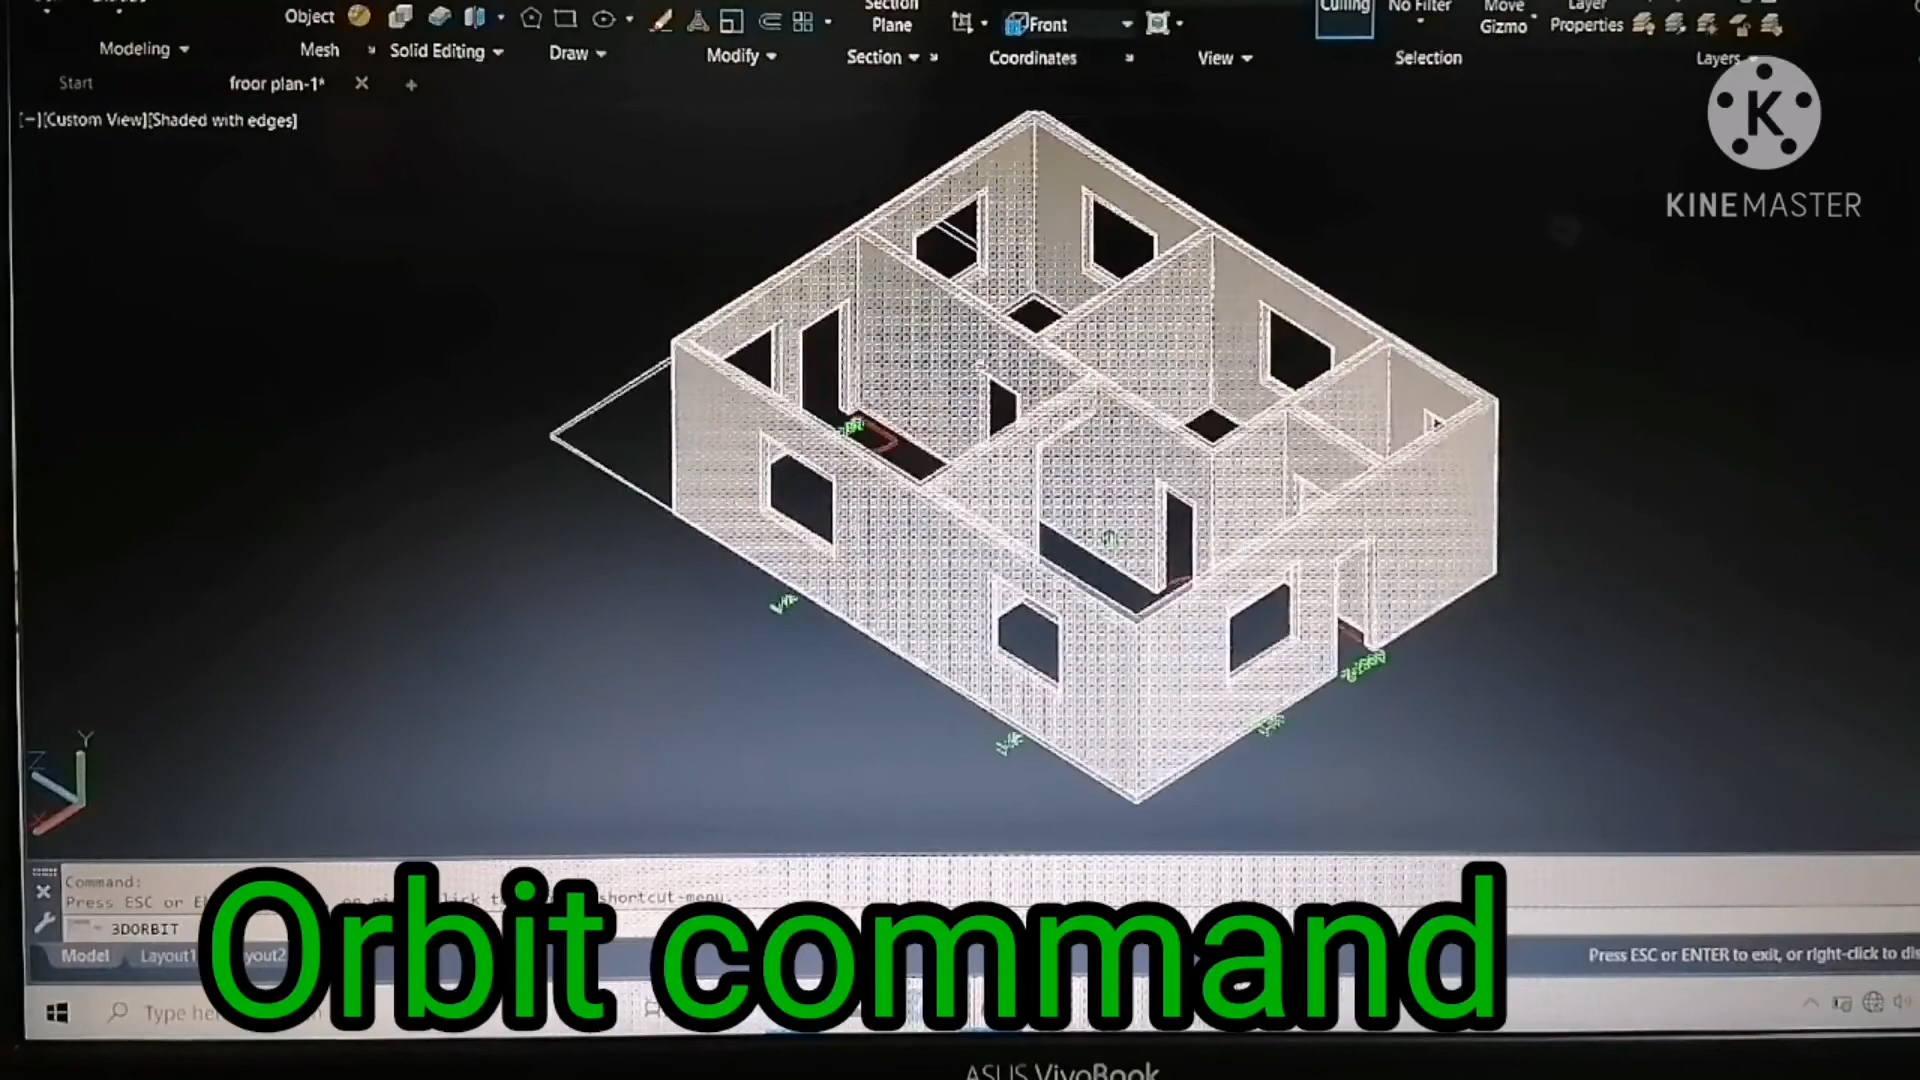 Section
Culling
No Filter
Move
Layer
Object
Plane
Front
Gizmo
Properties
Modeling
Mesh
Solid Editing
Draw
Modify
Section
Coordinates
View
Selection
Layers
Start
froor plan-1*
[-][Custom View][Shaded with edges]
K
KINEMASTER
Y
Z
X
Command:
Press ESC or
shortcut-menu.
3DORBIT
Model
Layout1
Press ESC or ENTER to exit, or right-click to dis
Orbit command
Type he
ASUS VivoBook